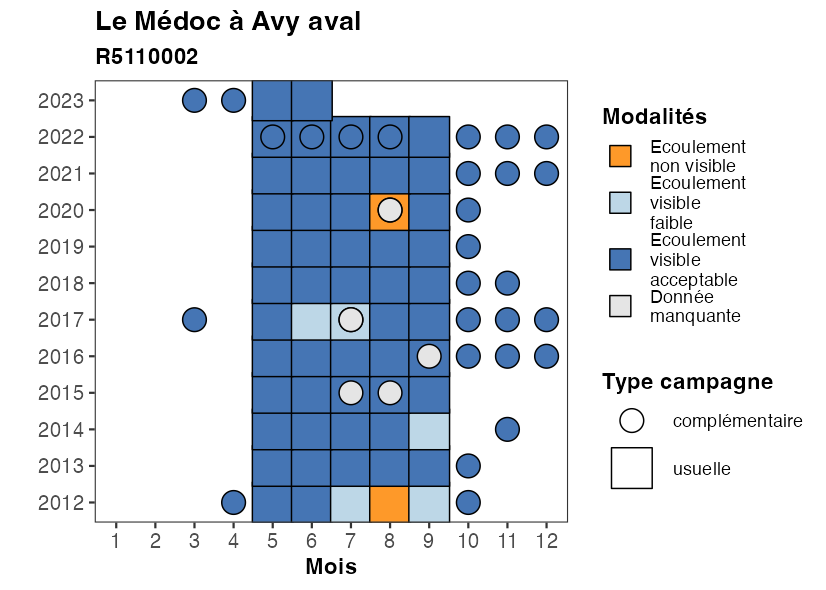 Le Médoc à Avy aval
R5110002
2023
2022
2021
2020
2019
2018
2017
2016
2015
2014
2013
2012
1 2 3 4 5 6 7 8 9 10 11 12
Mois
Modalités
Ecoulement
non visible
Ecoulement
visible
faible
Ecoulement
visible
acceptable
Donnée
manquante
Type campagne
complémentaire
usuelle